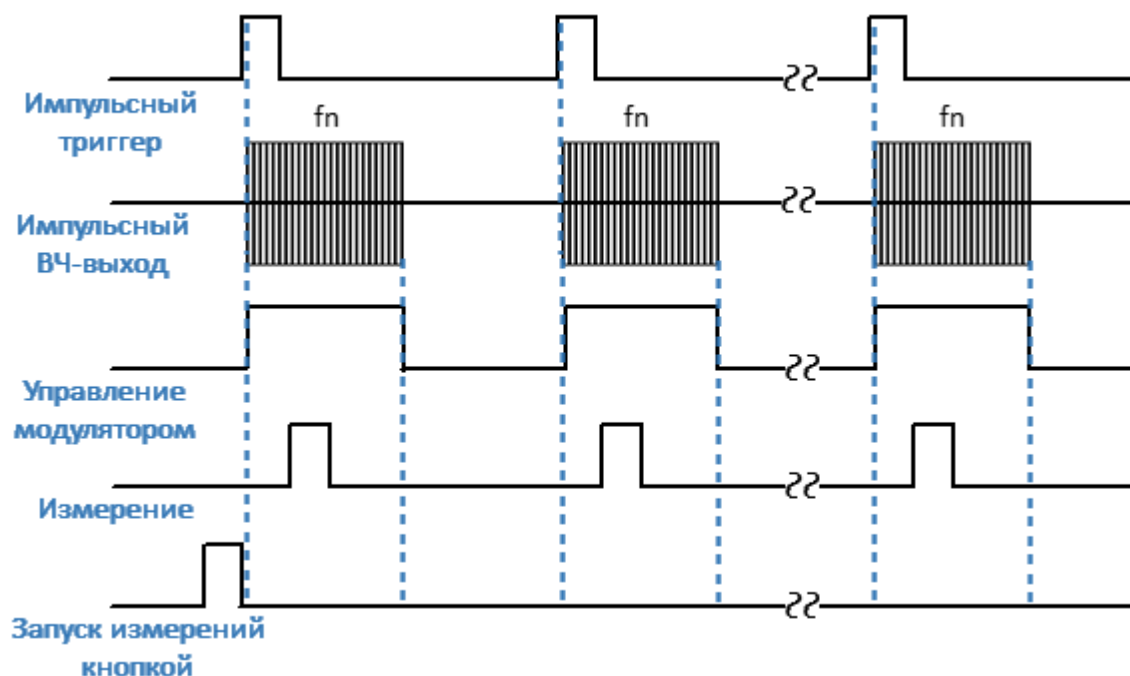 Импульсный
триггер
fn
fn
fn
Импульсный
ВЧ-выход
Управление
модулятором
Измерение
Запуск измерений
кнопкой